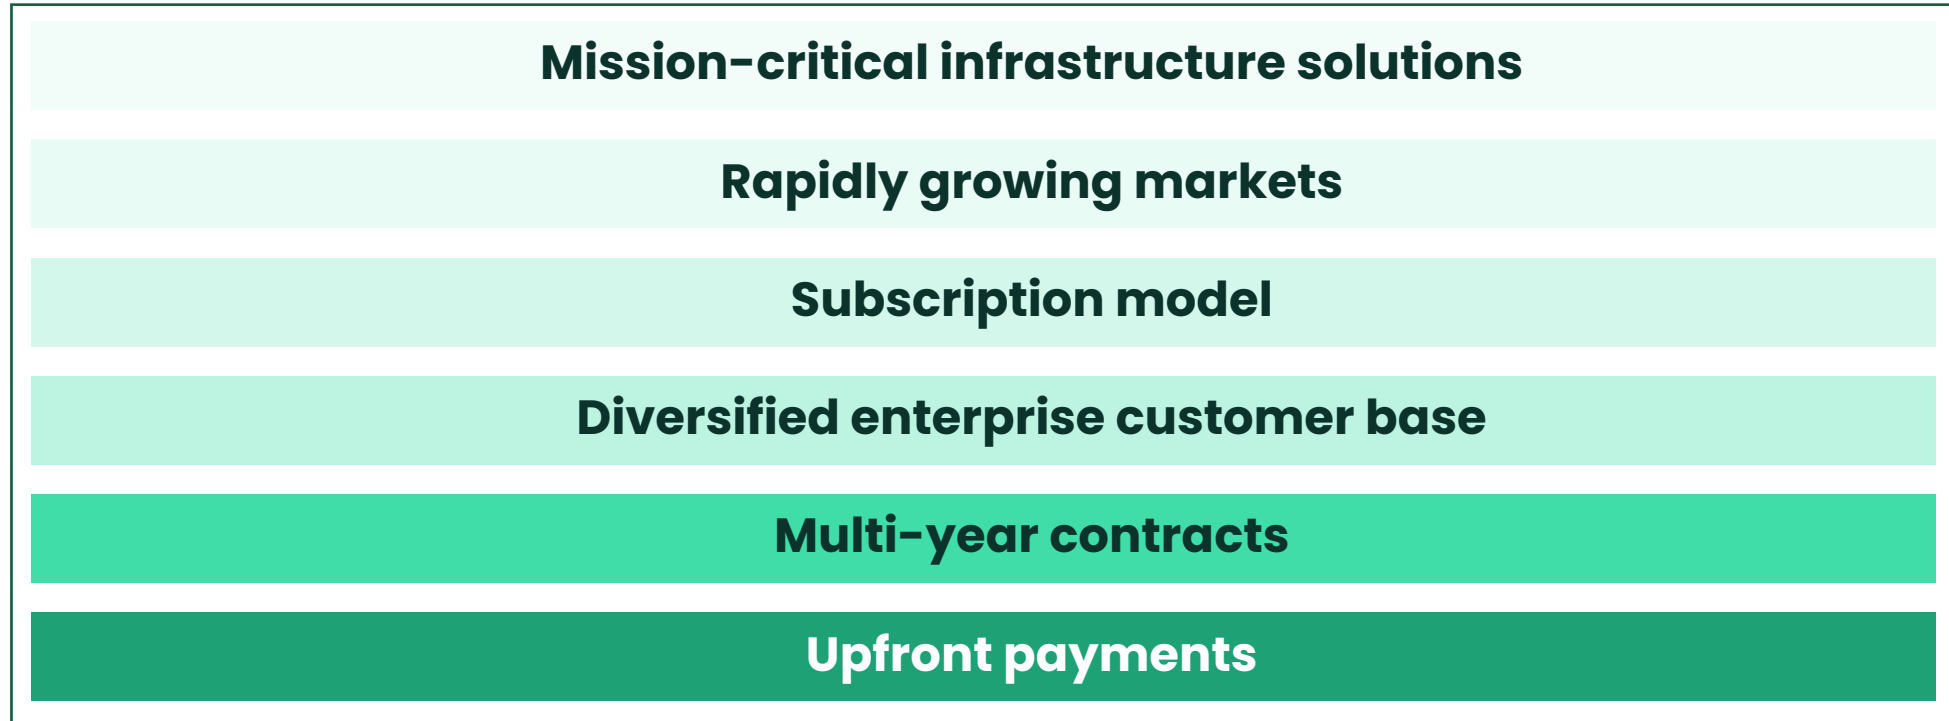 Mission-critical infrastructure solutions
Rapidly growing markets
Subscription model
Diversified enterprise customer base
Multi-year contracts
Upfront payments